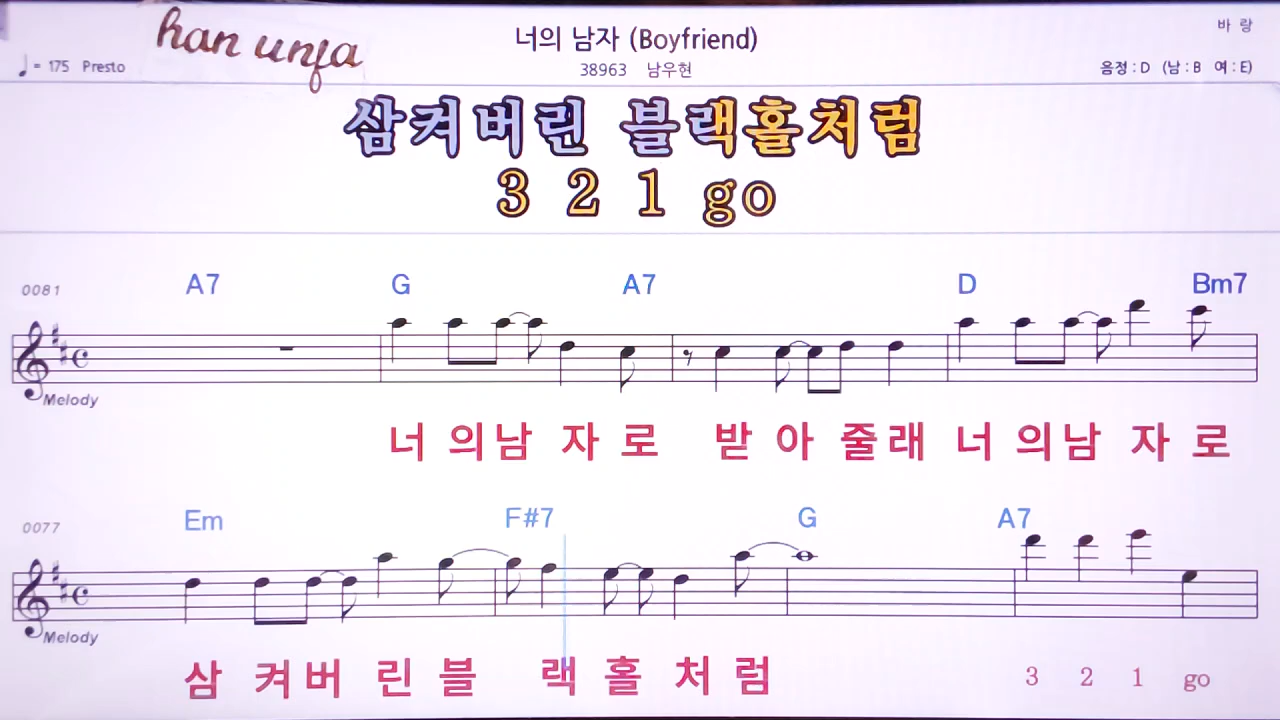 han unja
너의 남자 (Boyfriend)
바 랑
♩= 175 Presto
38963 남우현
음정 : D (남 : B 여 : E)
삼켜버린 블랙홀처럼
3 2 1 go
0081
A7 G A7 D Bm7
Melody
너 의남 자 로 받 아 줄래 너 의남 자 로
0077
Em F#7 G A7
Melody
삼 켜버 린 블 랙 홀 처 럼 3 2 1 go